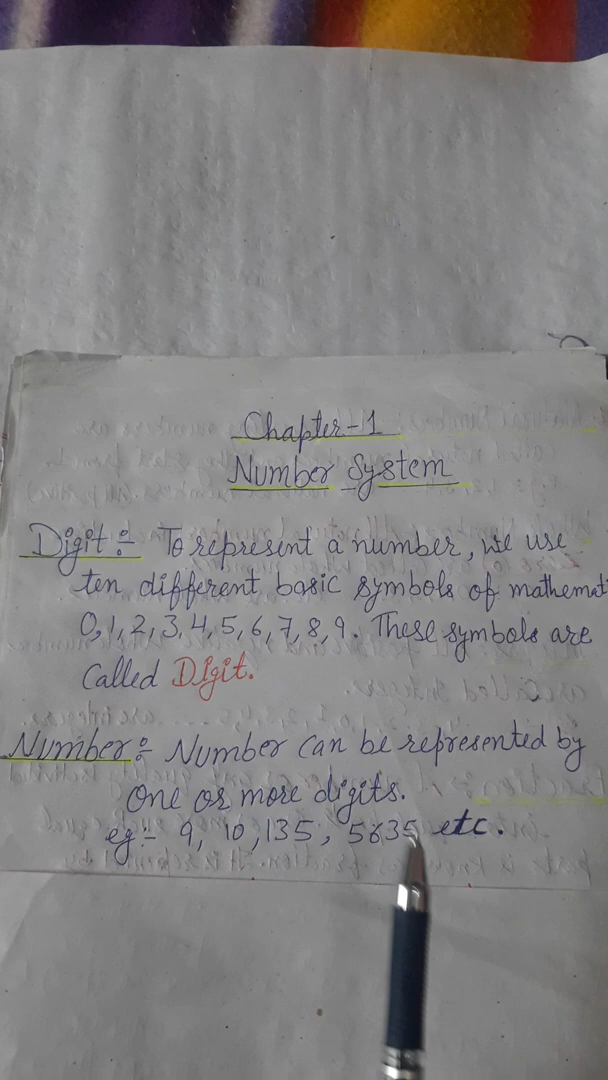 Chapter-1
Number System
Digit :- To represent a number, we use
ten different basic symbols of mathemat
0, 1, 2, 3, 4, 5, 6, 7, 8, 9. These symbols are
Called Digit.
Number :- Number can be represented by
one or more digits.
eg:- 9, 10, 135, 5635 etc.